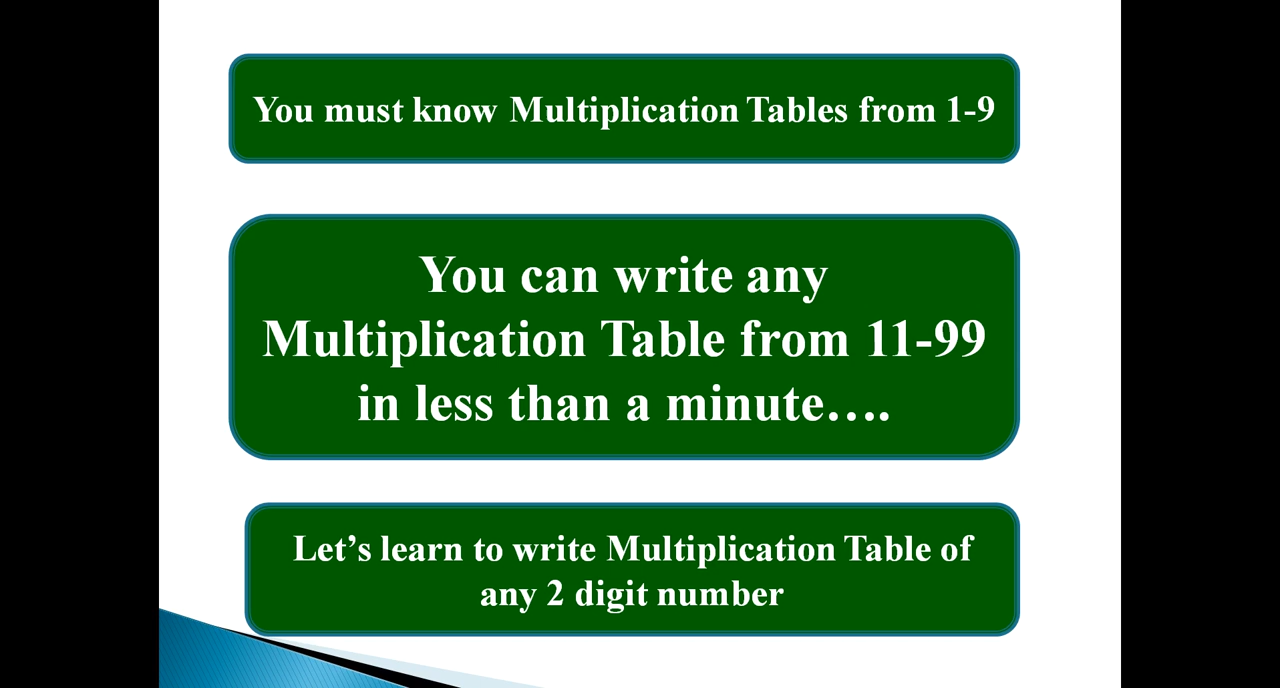 You must know Multiplication Tables from 1-9
You can write any
Multiplication Table from 11-99
in less than a minute….
Let’s learn to write Multiplication Table of
any 2 digit number